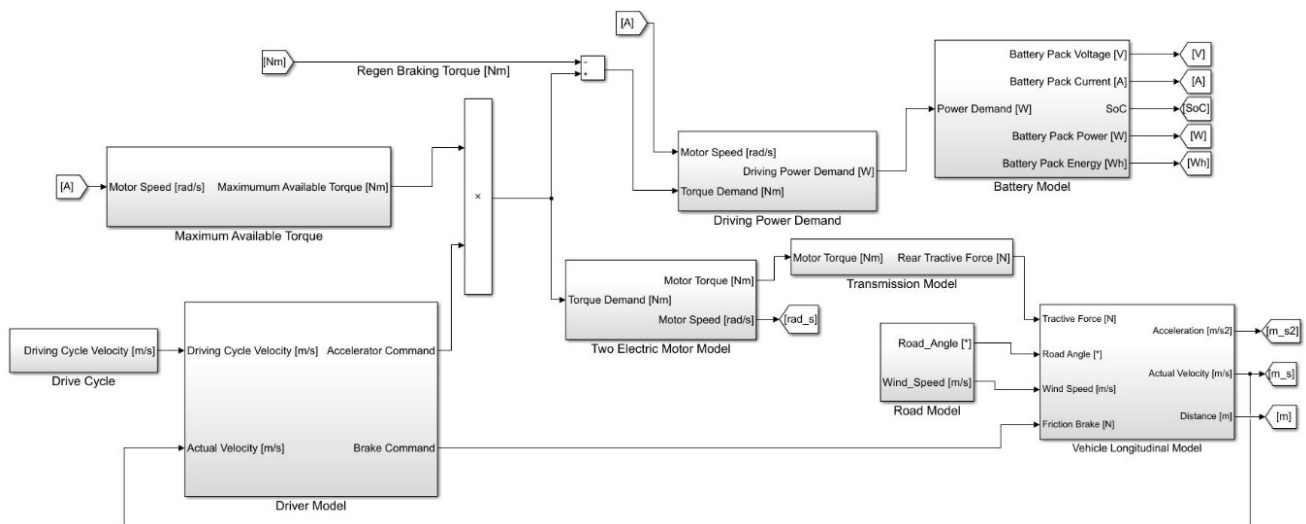 [A]
[Nm]
Regen Braking Torque [Nm]
-
+
Battery Pack Voltage [V]
[V]
Battery Pack Current [A]
[A]
Power Demand [W]
SoC
[SoC]
Battery Pack Power [W]
[W]
Battery Pack Energy [Wh]
[Wh]
Battery Model
Motor Speed [rad/s]
Driving Power Demand [W]
Torque Demand [Nm]
Driving Power Demand
[A]
Motor Speed [rad/s]
Maximumum Available Torque [Nm]
Maximum Available Torque
×
Motor Torque [Nm]
Rear Tractive Force [N]
Transmission Model
Motor Torque [Nm]
Torque Demand [Nm]
Motor Speed [rad/s]
[rad_s]
Two Electric Motor Model
Driving Cycle Velocity [m/s]
Drive Cycle
Driving Cycle Velocity [m/s]
Accelerator Command
Actual Velocity [m/s]
Brake Command
Driver Model
Road_Angle [°]
Wind_Speed [m/s]
Road Model
Tractive Force [N]
Acceleration [m/s2]
[m_s2]
Road Angle [°]
Actual Velocity [m/s]
[m_s]
Wind Speed [m/s]
Distance [m]
[m]
Friction Brake [N]
Vehicle Longitudinal Model